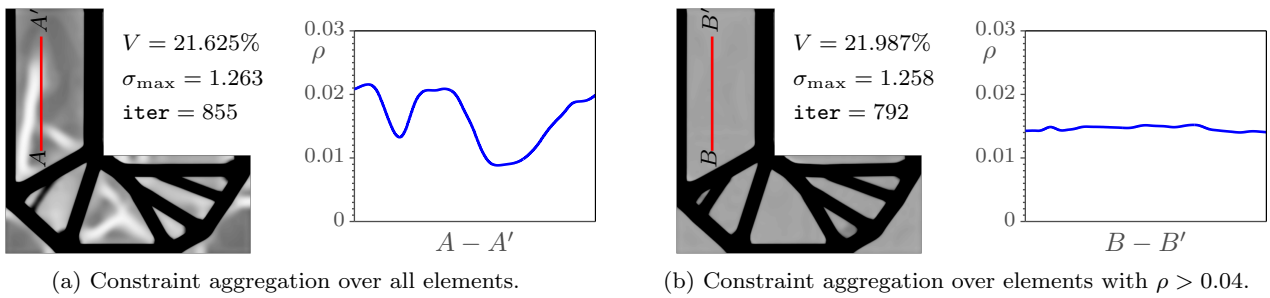 A′
A
V = 21.625%
σmax = 1.263
iter = 855
0.03
ρ
0.02
0.01
0
A − A′
(a) Constraint aggregation over all elements.
B′
B
V = 21.987%
σmax = 1.258
iter = 792
0.03
ρ
0.02
0.01
0
B − B′
(b) Constraint aggregation over elements with ρ > 0.04.